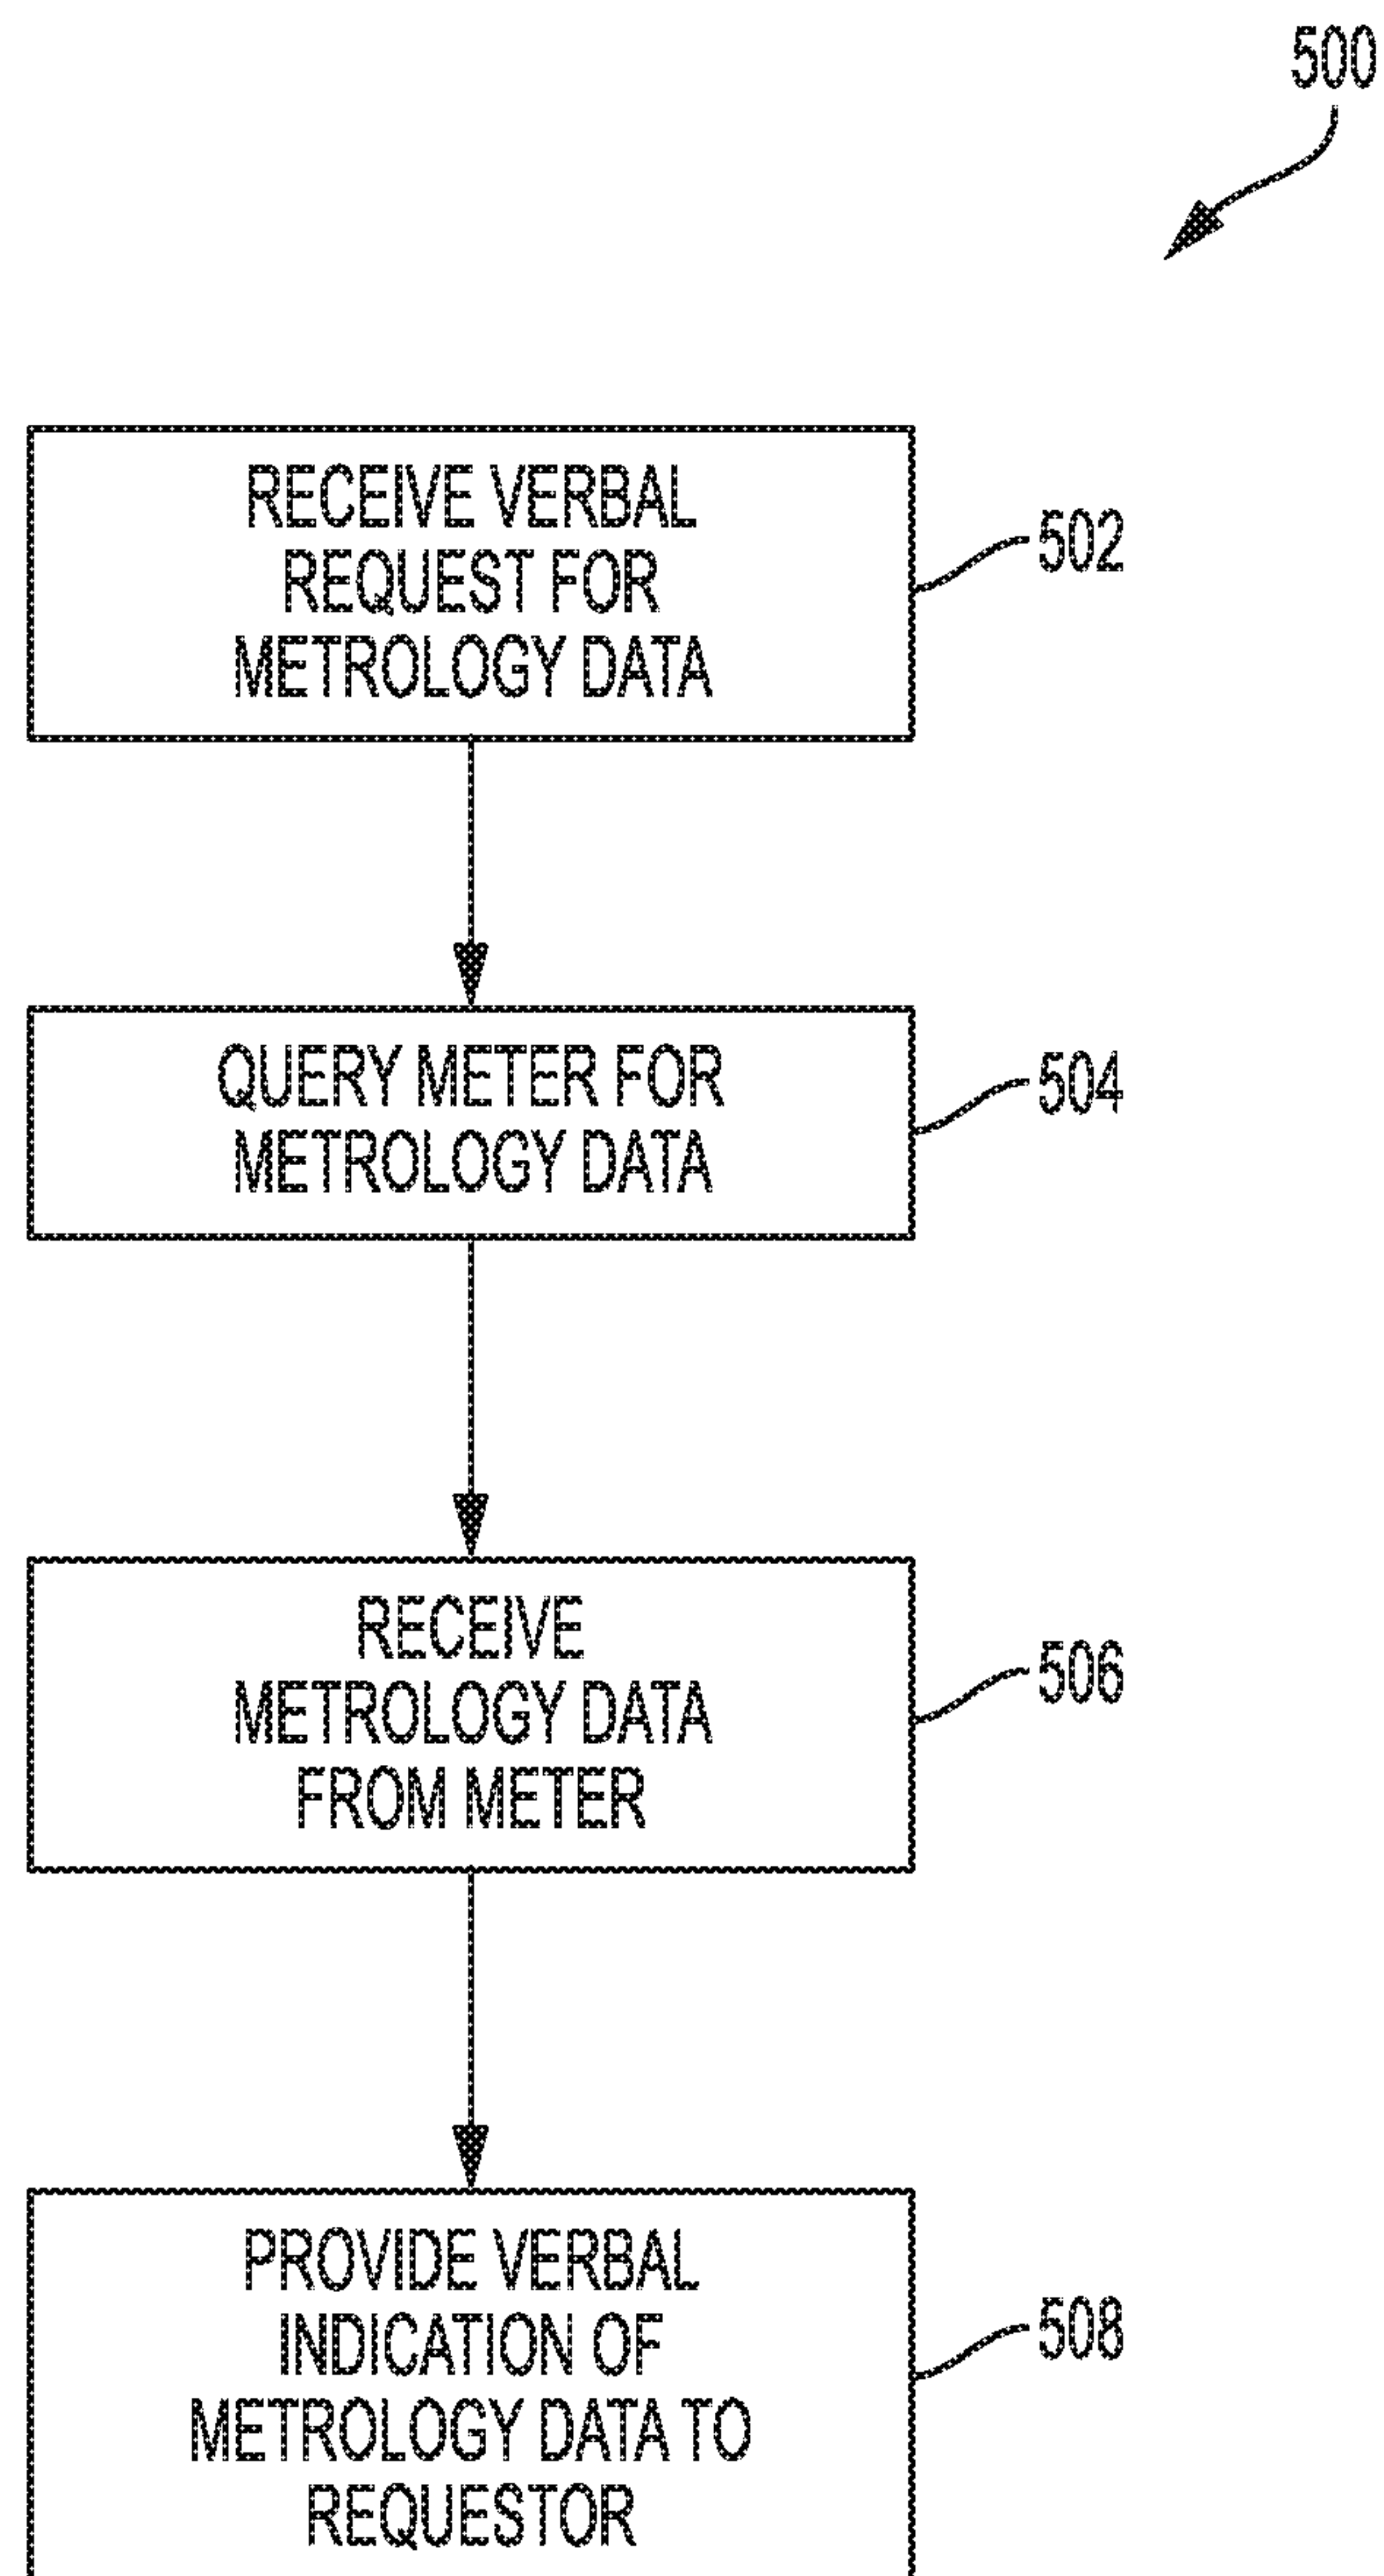 500
RECEIVE VERBAL
REQUEST FOR
METROLOGY DATA
502
QUERY METER FOR
METROLOGY DATA
504
RECEIVE
METROLOGY DATA
FROM METER
506
PROVIDE VERBAL
INDICATION OF
METROLOGY DATA TO
REQUESTOR
508